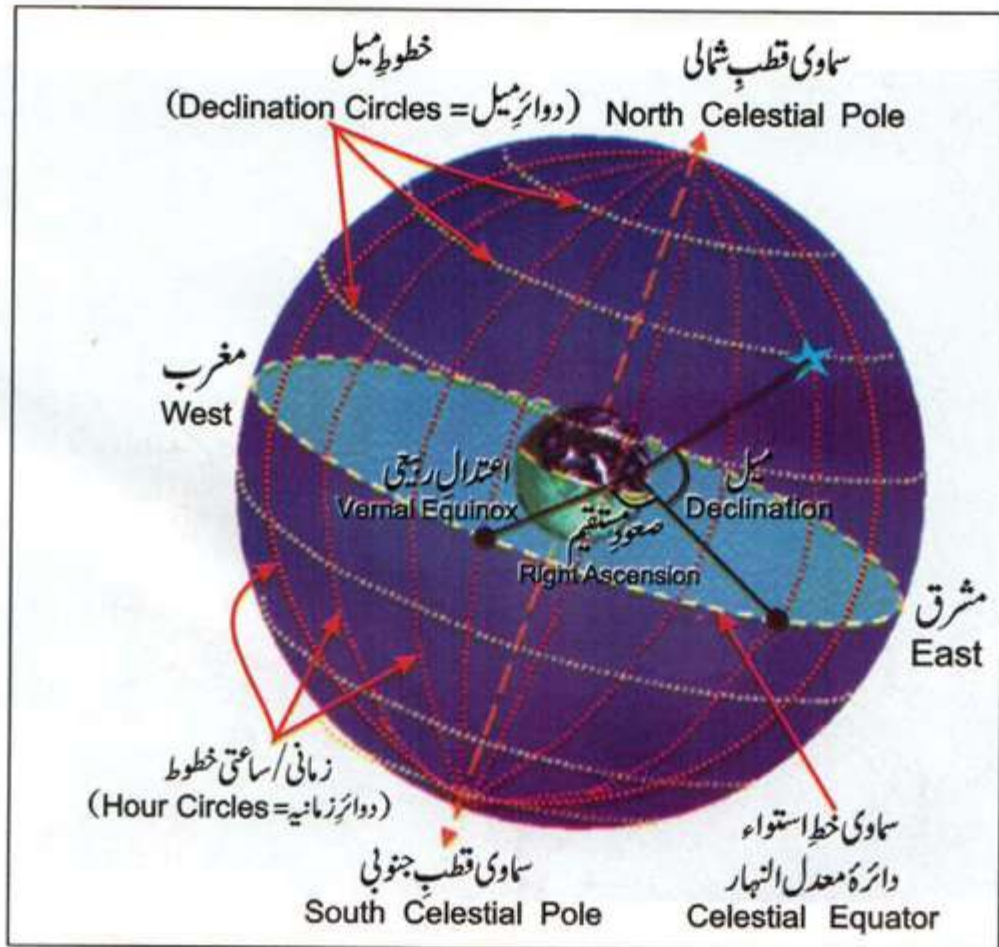 خطوطِ میل
(دوائرِ میل = Declination Circles)
سماوی قطبِ شمالی
North Celestial Pole
مغرب
West
اعتدالِ ربیعی
Vernal Equinox
میل
Declination
صعودِ مستقیم
Right Ascension
مشرق
East
زمانی/ساعتی خطوط
(دوائرِ زمانیہ = Hour Circles)
سماوی قطبِ جنوبی
South Celestial Pole
سماوی خطِ استواء
دائرۂ معدل النہار
Celestial Equator